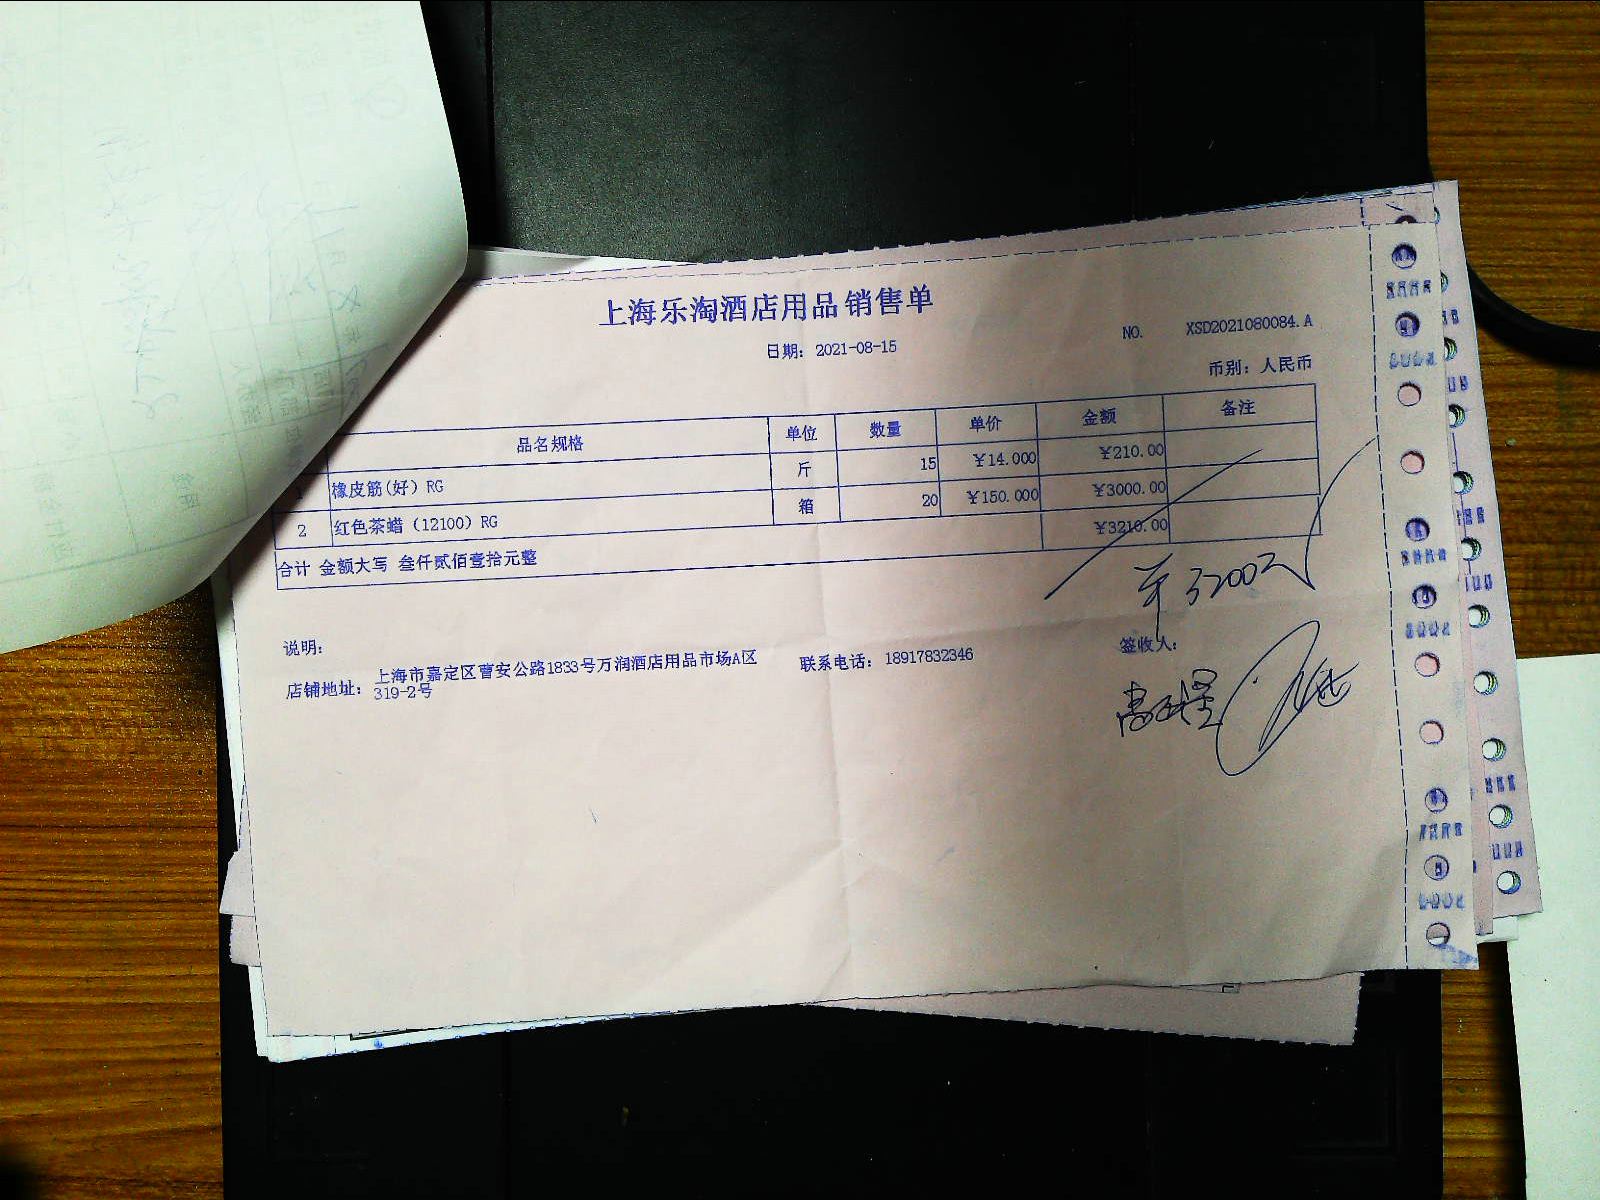 上海乐淘酒店用品销售单
日期：2021-08-15
NO. XSD2021080084.A
币别：人民币
品名规格 单位 数量 单价 金额 备注
1 橡皮筋(好）RG 斤 15 ￥14.000 ￥210.00
2 红色茶蜡（12100）RG 箱 20 ￥150.000 ￥3000.00
合计 金额大写 叁仟贰佰壹拾元整 ￥3210.00
3200
说明：
签收人：
店铺地址：上海市嘉定区曹安公路1833号万润酒店用品市场A区
319-2号
联系电话：18917832346